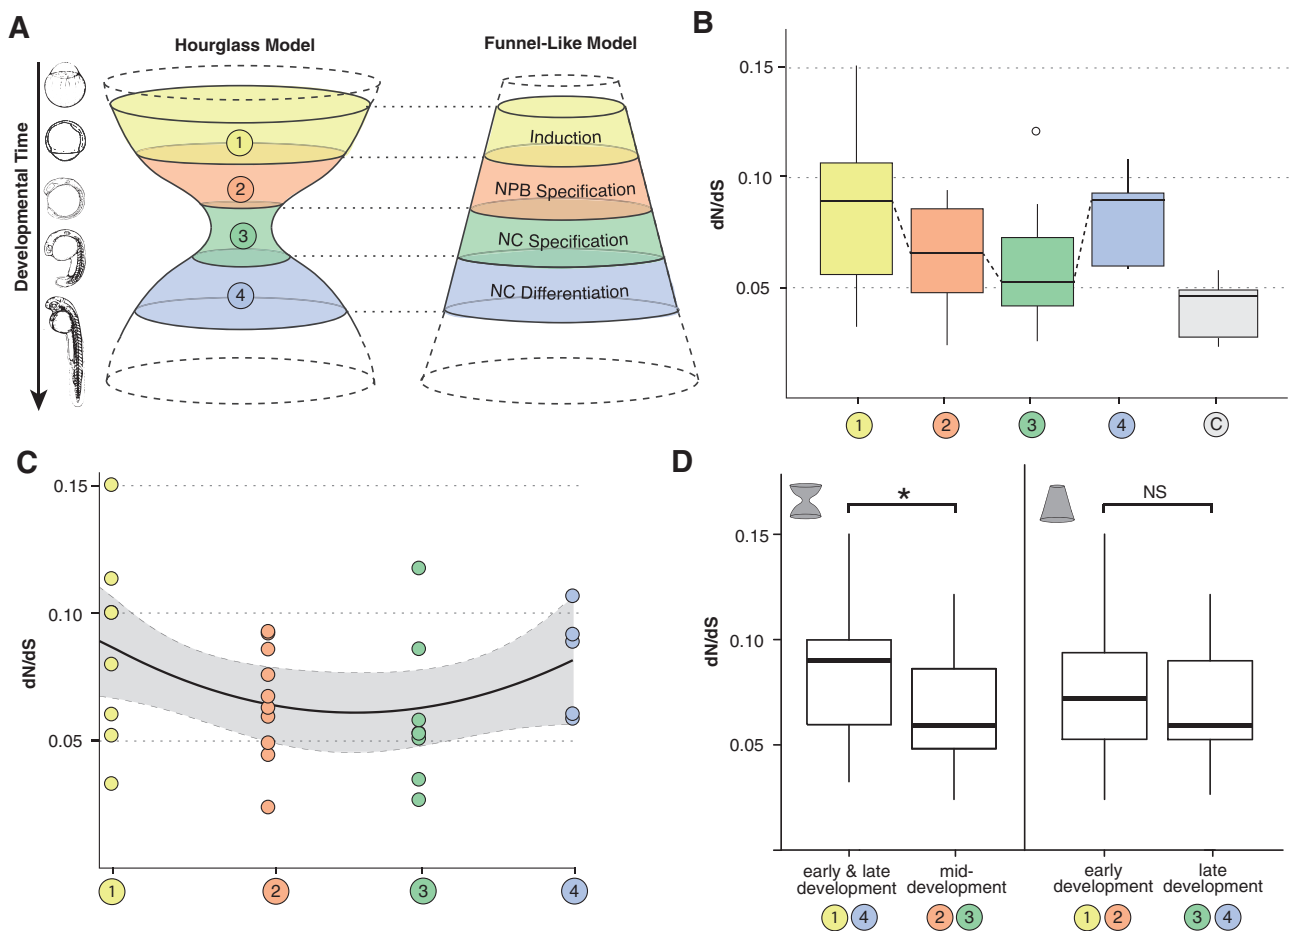 A
Hourglass Model
Funnel-Like Model
Developmental Time
1
2
3
4
Induction
NPB Specification
NC Specification
NC Differentiation
B
dN/dS
0.15
0.10
0.05
1
2
3
4
C
C
dN/dS
0.15
0.10
0.05
1
2
3
4
D
dN/dS
0.15
0.10
0.05
*
NS
early & late
development
1 4
mid-
development
2 3
early
development
1 2
late
development
3 4